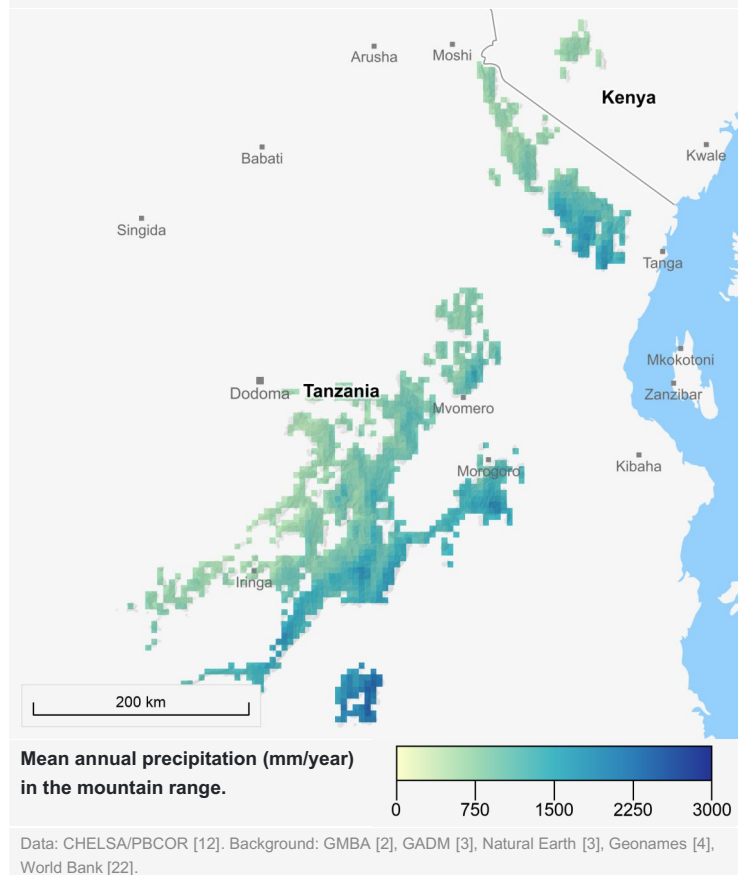 Arusha
Moshi
Kenya
Babati
Kwale
Singida
Tanga
Mkokotoni
Dodoma
Tanzania
Zanzibar
Mvomero
Morogoro
Kibaha
Iringa
200 km
Mean annual precipitation (mm/year)
in the mountain range.
0 750 1500 2250 3000
Data: CHELSA/PBCOR [12]. Background: GMBA [2], GADM [3], Natural Earth [3], Geonames [4],
World Bank [22].